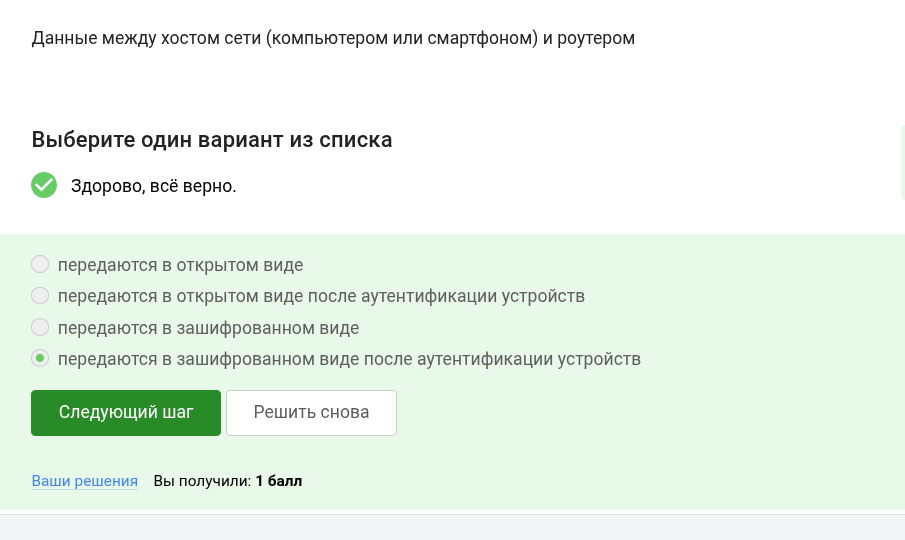 Данные между хостом сети (компьютером или смартфоном) и роутером
Выберите один вариант из списка
Здорово, всё верно.
передаются в открытом виде
передаются в открытом виде после аутентификации устройств
передаются в зашифрованном виде
передаются в зашифрованном виде после аутентификации устройств
Следующий шаг
Решить снова
Ваши решения Вы получили: 1 балл